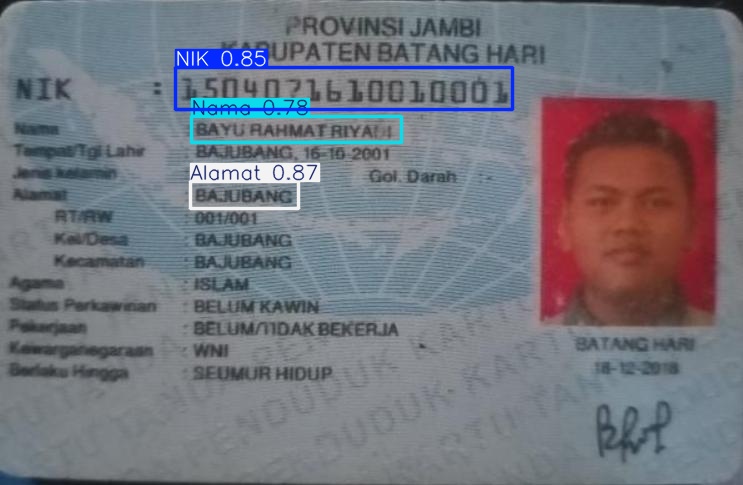 PROVINSI JAMBI
KABUPATEN BATANG HARI
NIK 0.85
NIK : 1504071610010001
Nama 0.78
Nama BAYU RAHMAT RIYADI
Tempat/Tgl Lahir : BAJUBANG, 16-10-2001
Jenis kelamin Gol. Darah : -
Alamat 0.87
Alamat : BAJUBANG
RT/RW : 001/001
Kel/Desa : BAJUBANG
Kecamatan : BAJUBANG
Agama : ISLAM
Status Perkawinan : BELUM KAWIN
Pekerjaan : BELUM/TIDAK BEKERJA
Kewarganegaraan : WNI
Berlaku Hingga : SEUMUR HIDUP
BATANG HARI
18-12-2018